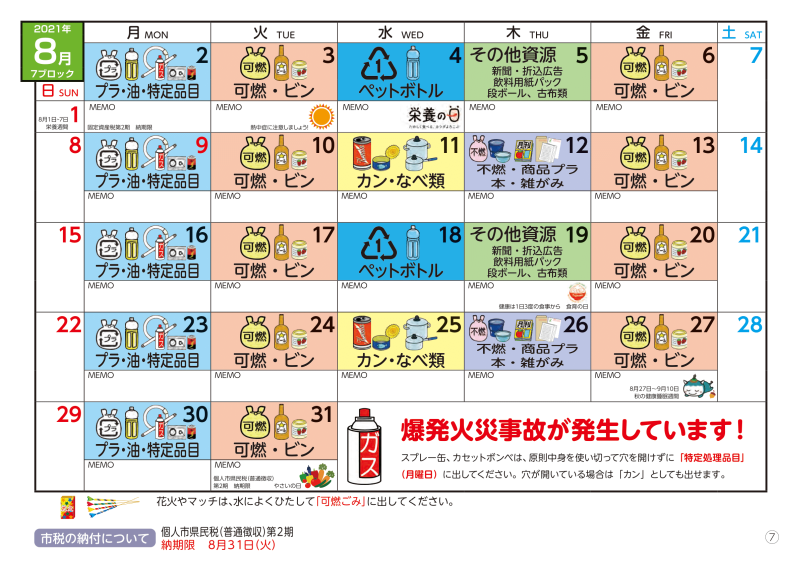 2021年
8月
7ブロック
月 MON
火 TUE
水 WED
木 THU
金 FRI
土 SAT
日 SUN
2
プラ
プラ・油・特定品目
3
可燃
可燃・ビン
4
1
ペットボトル
5
その他資源
新聞・折込広告
飲料用紙パック
段ボール、古布類
6
可燃
可燃・ビン
7
1
8月1日-7日
栄養週間
MEMO
固定資産税第2期 納期限
MEMO
熱中症に注意しましょう!
MEMO
栄養の日
MEMO
MEMO
8
9
プラ
プラ・油・特定品目
10
可燃
可燃・ビン
11
カン・なべ類
12
不燃
不燃・商品プラ
本・雑がみ
13
可燃
可燃・ビン
14
MEMO
MEMO
MEMO
MEMO
MEMO
15
16
プラ
プラ・油・特定品目
17
可燃
可燃・ビン
18
1
ペットボトル
19
その他資源
新聞・折込広告
飲料用紙パック
段ボール、古布類
20
可燃
可燃・ビン
21
MEMO
MEMO
MEMO
MEMO
健康は1日3度の食事から 食育の日
MEMO
22
23
プラ
プラ・油・特定品目
24
可燃
可燃・ビン
25
カン・なべ類
26
不燃
不燃・商品プラ
本・雑がみ
27
可燃
可燃・ビン
28
MEMO
MEMO
MEMO
MEMO
MEMO
8月27日~9月10日
秋の健康睡眠週間
29
30
プラ
プラ・油・特定品目
31
可燃
可燃・ビン
MEMO
MEMO
個人市県民税(普通徴収)
第2期 納期限
やさいの日
ガス
爆発火災事故が発生しています!
スプレー缶、カセットボンベは、原則中身を使い切って穴を開けずに「特定処理品目」
(月曜日)に出してください。穴が開いている場合は「カン」としても出せます。
花火やマッチは、水によくひたして「可燃ごみ」に出してください。
市税の納付について
個人市県民税(普通徴収)第2期
納期限 8月31日(火)
⑦